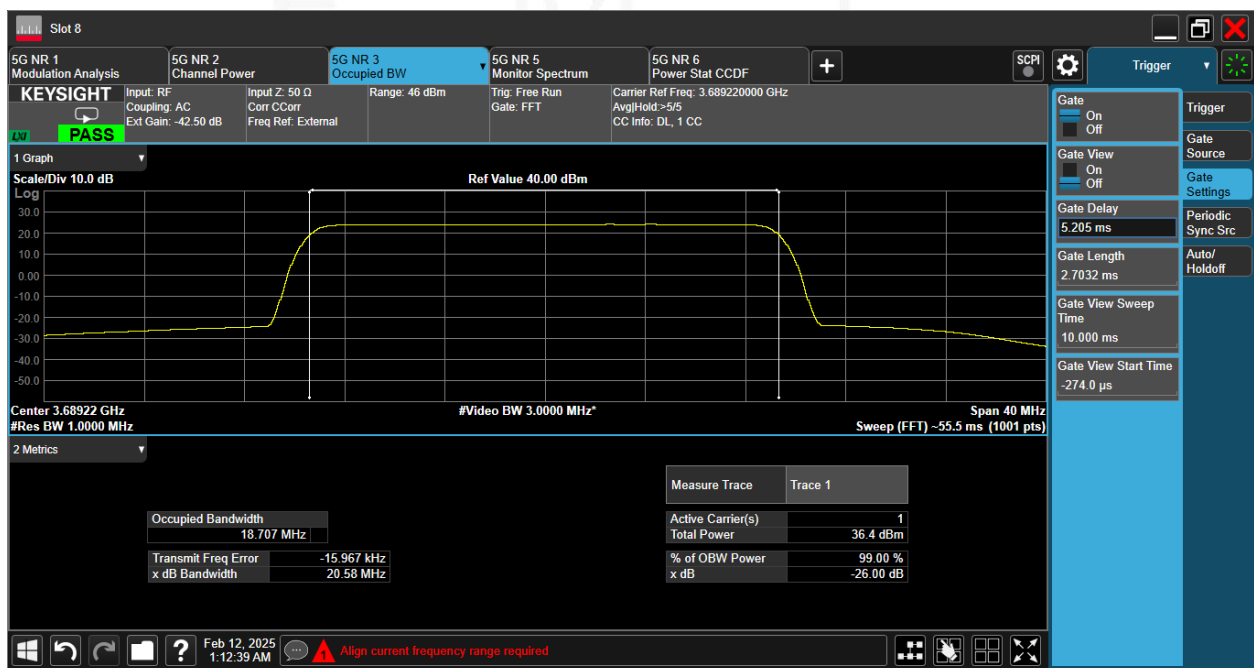 Slot 8
5G NR 1
Modulation Analysis
5G NR 2
Channel Power
5G NR 3
Occupied BW
5G NR 5
Monitor Spectrum
5G NR 6
Power Stat CCDF
SCPI
Trigger
KEYSIGHT
LXI
PASS
Input: RF
Coupling: AC
Ext Gain: -42.50 dB
Input Z: 50 Ω
Corr CCorr
Freq Ref: External
Range: 46 dBm
Trig: Free Run
Gate: FFT
Carrier Ref Freq: 3.689220000 GHz
Avg|Hold:>5/5
CC Info: DL, 1 CC
1 Graph
Scale/Div 10.0 dB
Ref Value 40.00 dBm
Log
30.0
20.0
10.0
0.00
-10.0
-20.0
-30.0
-40.0
-50.0
Center 3.68922 GHz
#Video BW 3.0000 MHz*
Span 40 MHz
#Res BW 1.0000 MHz
Sweep (FFT) ~55.5 ms (1001 pts)
2 Metrics
Measure Trace Trace 1
Occupied Bandwidth
18.707 MHz
Active Carrier(s) 1
Total Power 36.4 dBm
Transmit Freq Error -15.967 kHz
x dB Bandwidth 20.58 MHz
% of OBW Power 99.00 %
x dB -26.00 dB
Gate
On
Off
Gate View
On
Off
Gate Delay
5.205 ms
Gate Length
2.7032 ms
Gate View Sweep
Time
10.000 ms
Gate View Start Time
-274.0 µs
Trigger
Gate
Source
Gate
Settings
Periodic
Sync Src
Auto/
Holdoff
?
Feb 12, 2025
1:12:39 AM
1
Align current frequency range required